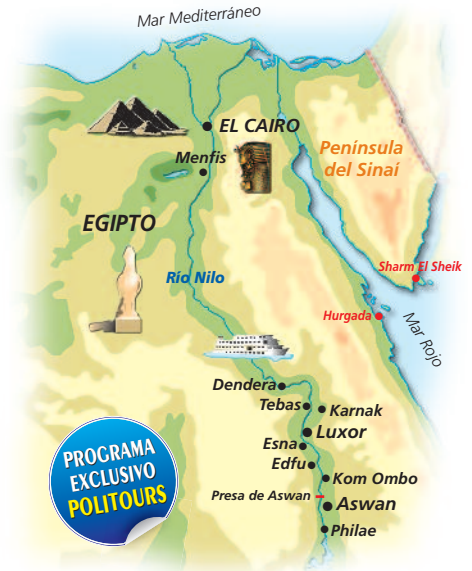 Mar Mediterráneo
EL CAIRO
Menfis
Península
del Sinaí
EGIPTO
Río Nilo
Sharm El Sheik
Hurgada
Mar Rojo
Dendera
Tebas
Karnak
Luxor
Esna
Edfu
Kom Ombo
Presa de Aswan
Aswan
Philae
PROGRAMA
EXCLUSIVO
POLITOURS